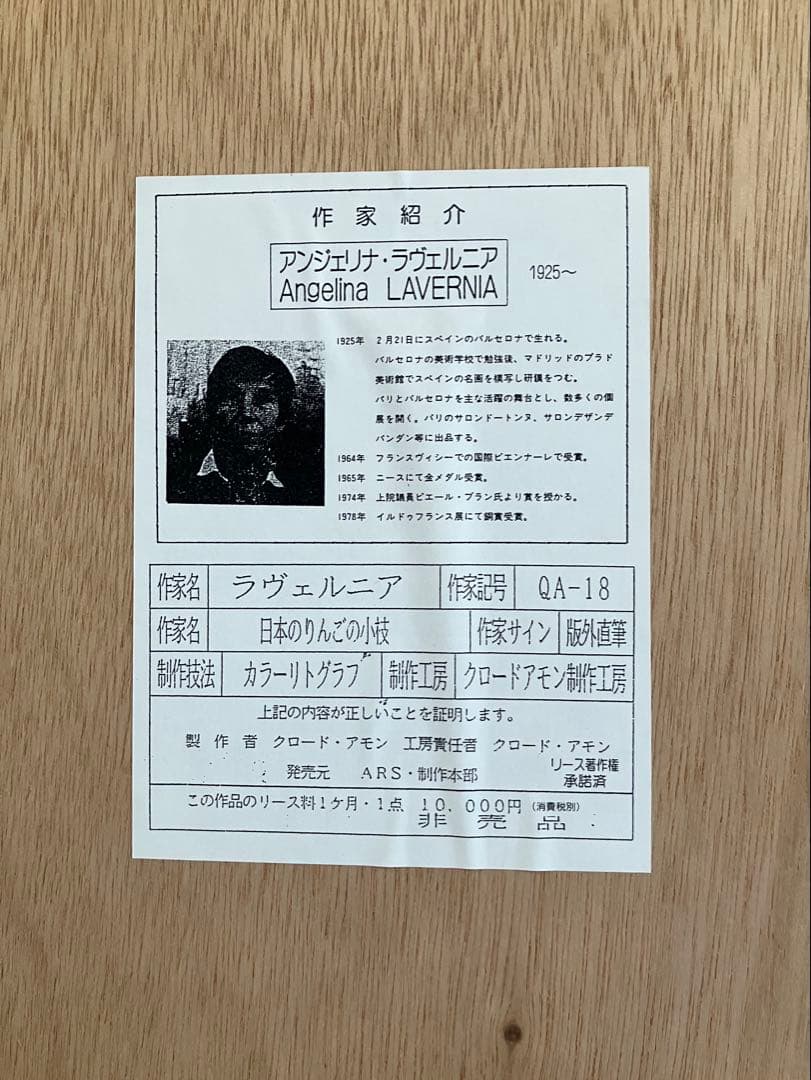 作家紹介
アンジェリナ・ラヴェルニア
Angelina LAVERNIA
1925～
1925年 2月21日にスペインのバルセロナで生れる。
バルセロナの美術学校で勉強後、マドリッドのプラド
美術館でスペインの名画を模写し研鑽をつむ。
パリとバルセロナを主な活躍の舞台とし、数多くの個
展を開く。パリのサロンドートンヌ、サロンデザンデ
パンダン等に出品する。
1964年 フランスヴィシーでの国際ビエンナーレで受賞。
1965年 ニースにて金メダル受賞。
1974年 上院議員ピエール・ブラン氏より賞を授かる。
1978年 イルドゥフランス展にて銅賞受賞。
作家名 ラヴェルニア 作家記号 QA-18
作家名 日本のりんごの小枝 作家サイン 版外直筆
制作技法 カラーリトグラフ 制作工房 クロードアモン制作工房
上記の内容が正しいことを証明します。
製作者 クロード・アモン 工房責任者 クロード・アモン
発売元 ARS・制作本部 リース著作権
承諾済
この作品のリース料1ケ月・1点 10,000円 (消費税別)
非売品